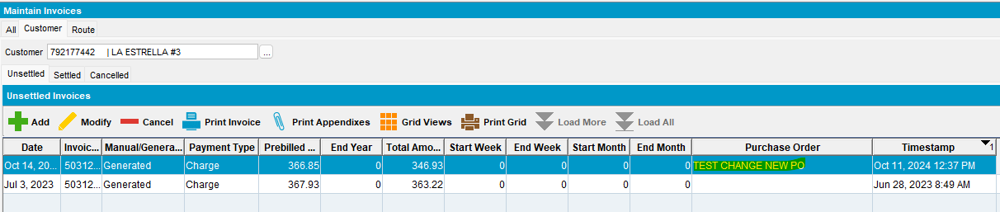 Maintain Invoices
All Customer Route
Customer 792177442 | LA ESTRELLA #3 ...
Unsettled Settled Cancelled
Unsettled Invoices
Add Modify Cancel Print Invoice Print Appendixes Grid Views Print Grid Load More Load All
Date Invoic... Manual/Genera... Payment Type Prebilled ... End Year Total Amo... Start Week End Week Start Month End Month Purchase Order Timestamp 1
Oct 14, 20... 50312... Generated Charge 366.85 0 346.93 0 0 0 0 TEST CHANGE NEW PO Oct 11, 2024 12:37 PM
Jul 3, 2023 50312... Generated Charge 367.93 0 363.22 0 0 0 0 Jun 28, 2023 8:49 AM